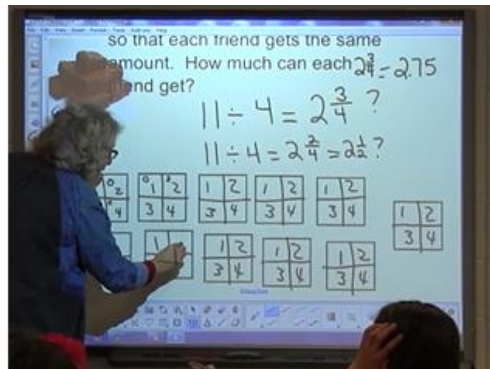 so that each friend gets the same
amount. How much can each 2 3/4 = 2.75
friend get?
11 ÷ 4 = 2 3/4 ?
11 ÷ 4 = 2 2/4 = 2 1/2 ?
2 1 2 1 2 1 2 1 2
4 3 4 3 4 3 4 3 4
1 2
3 4
1 1 2 1 2 1 2
3 4 3 4 3 4